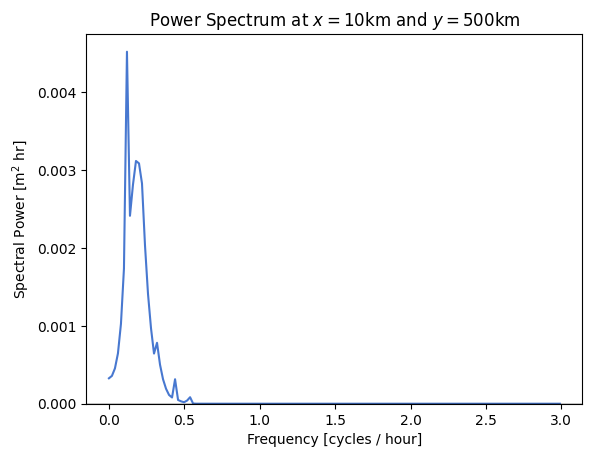 Power Spectrum at x = 10km and y = 500km
Spectral Power [m² hr]
0.004
0.003
0.002
0.001
0.000
0.0 0.5 1.0 1.5 2.0 2.5 3.0
Frequency [cycles / hour]